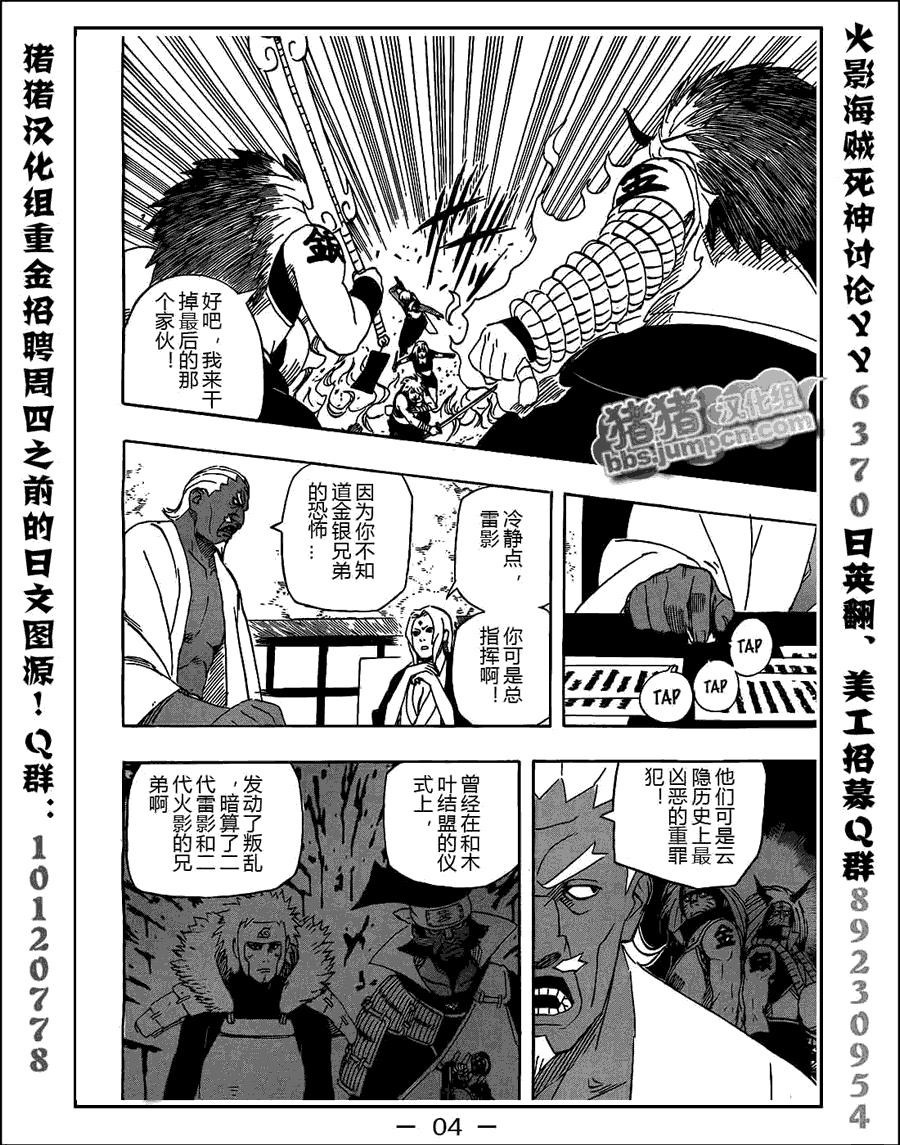 火影海贼死神讨论YY6370日英翻、美工招募Q群89230954
金
銀
好吧，我来干
掉最后的那
个家伙！
猪猪汉化组
bbs.jumpcn.com
TAP
TAP
TAP
冷静点，
雷影
你可是总
指挥啊！
因为你不知
道金银兄弟
的恐怖…
他们可是云
隐历史上最
凶恶的重罪
犯！
金
曾经在和木
叶结盟的仪
式上，
发动了叛乱
，暗算了二
代雷影和二
代火影的兄
弟啊
猪猪汉化组重金招聘周四之前的日文图源！Q群：10120778
— 04 —